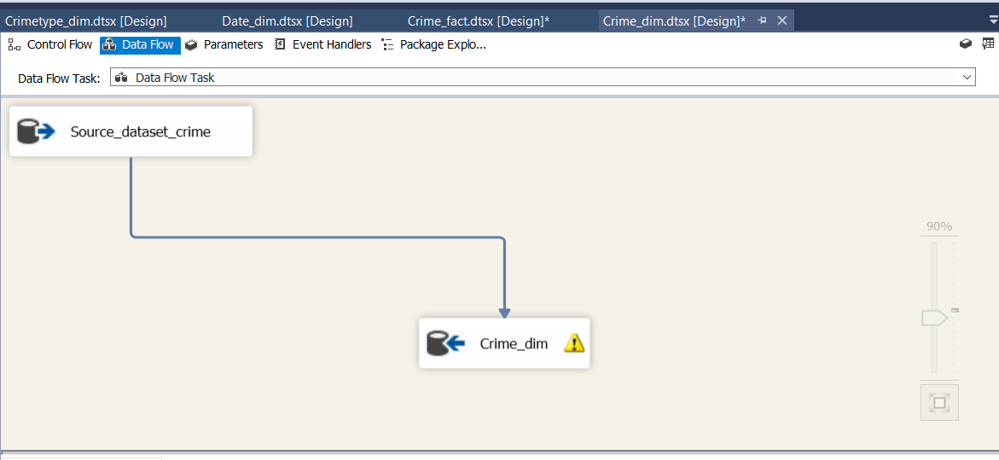 Crimetype_dim.dtsx [Design] Date_dim.dtsx [Design] Crime_fact.dtsx [Design]* Crime_dim.dtsx [Design]*
Control Flow Data Flow Parameters Event Handlers Package Explo...
Data Flow Task: Data Flow Task
Source_dataset_crime
90%
Crime_dim